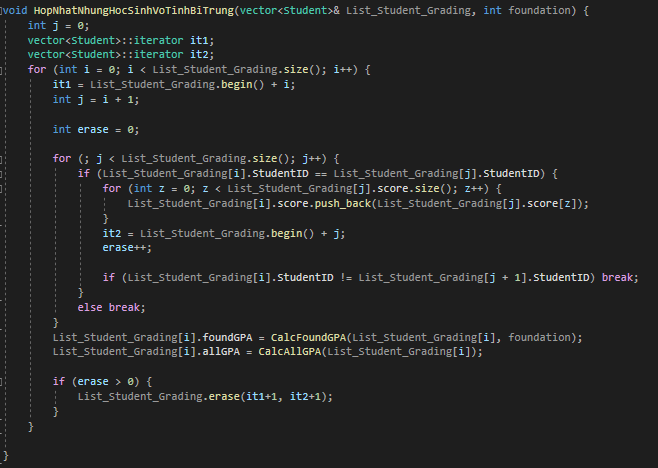 void HopNhatNhungHocSinhVoTinhBiTrung(vector<Student>& List_Student_Grading, int foundation) {
int j = 0;
vector<Student>::iterator it1;
vector<Student>::iterator it2;
for (int i = 0; i < List_Student_Grading.size(); i++) {
it1 = List_Student_Grading.begin() + i;
int j = i + 1;
int erase = 0;
for (; j < List_Student_Grading.size(); j++) {
if (List_Student_Grading[i].StudentID == List_Student_Grading[j].StudentID) {
for (int z = 0; z < List_Student_Grading[j].score.size(); z++) {
List_Student_Grading[i].score.push_back(List_Student_Grading[j].score[z]);
}
it2 = List_Student_Grading.begin() + j;
erase++;
if (List_Student_Grading[i].StudentID != List_Student_Grading[j + 1].StudentID) break;
}
else break;
}
List_Student_Grading[i].foundGPA = CalcFoundGPA(List_Student_Grading[i], foundation);
List_Student_Grading[i].allGPA = CalcAllGPA(List_Student_Grading[i]);
if (erase > 0) {
List_Student_Grading.erase(it1+1, it2+1);
}
}
}